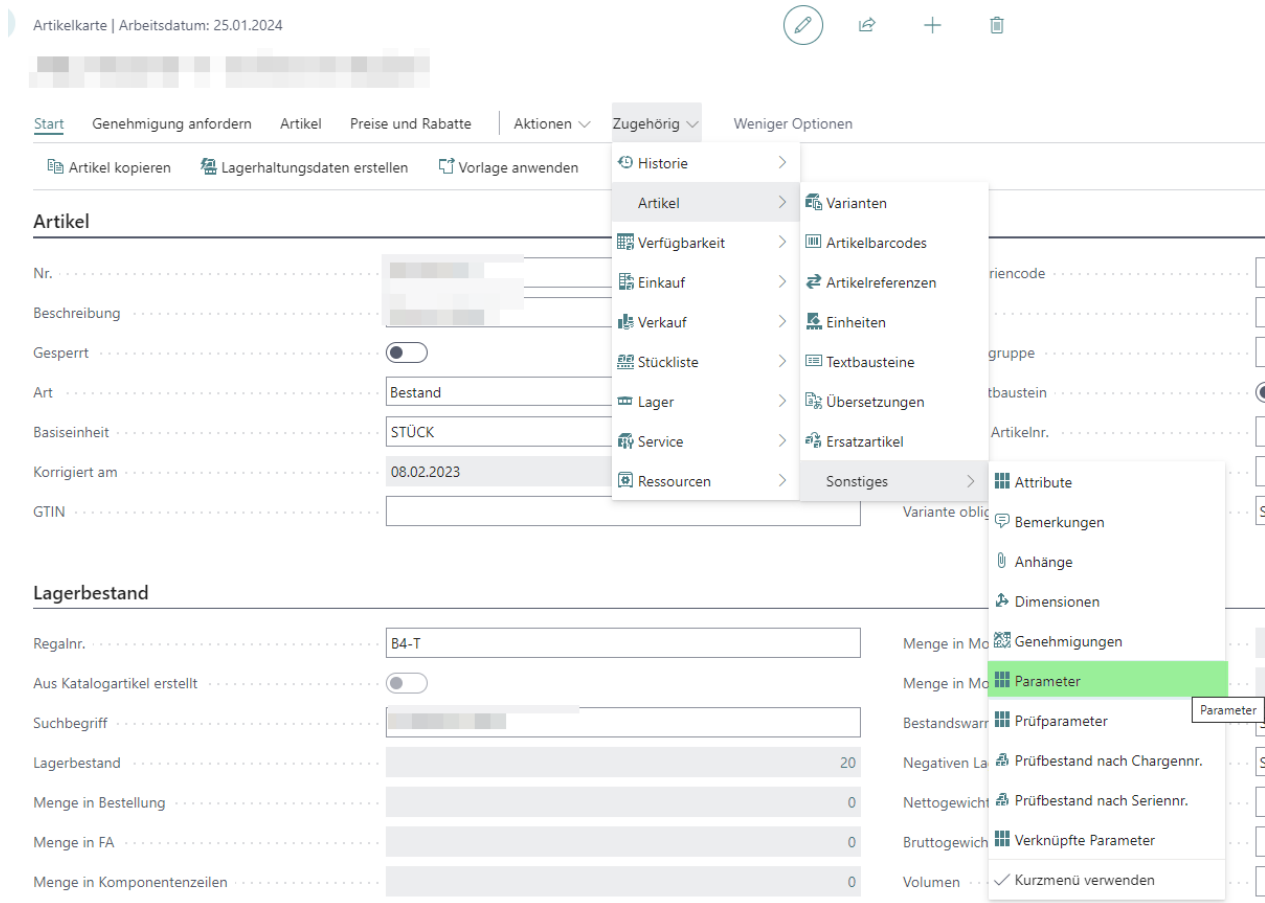 Artikelkarte | Arbeitsdatum: 25.01.2024
Start Genehmigung anfordern Artikel Preise und Rabatte Aktionen Zugehörig Weniger Optionen
Artikel kopieren Lagerhaltungsdaten erstellen Vorlage anwenden
Historie
Artikel
Verfügbarkeit
Einkauf
Verkauf
Stückliste
Lager
Service
Ressourcen
Varianten
Artikelbarcodes
Artikelreferenzen
Einheiten
Textbausteine
Übersetzungen
Ersatzartikel
Sonstiges
Attribute
Bemerkungen
Anhänge
Dimensionen
Genehmigungen
Parameter
Parameter
Prüfparameter
Prüfbestand nach Chargennr.
Prüfbestand nach Seriennr.
Verknüpfte Parameter
Kurzmenü verwenden
Artikel
Nr.
riencode
Beschreibung
Gesperrt
gruppe
Art Bestand
tbaustein
Basiseinheit STÜCK
Artikelnr.
Korrigiert am 08.02.2023
GTIN
Variante oblig
Lagerbestand
Regalnr. B4-T
Menge in Mo
Aus Katalogartikel erstellt
Menge in Mo
Suchbegriff
Bestandswarn
Lagerbestand 20
Negativen La
Menge in Bestellung 0
Nettogewicht
Menge in FA 0
Bruttogewich
Menge in Komponentenzeilen 0
Volumen